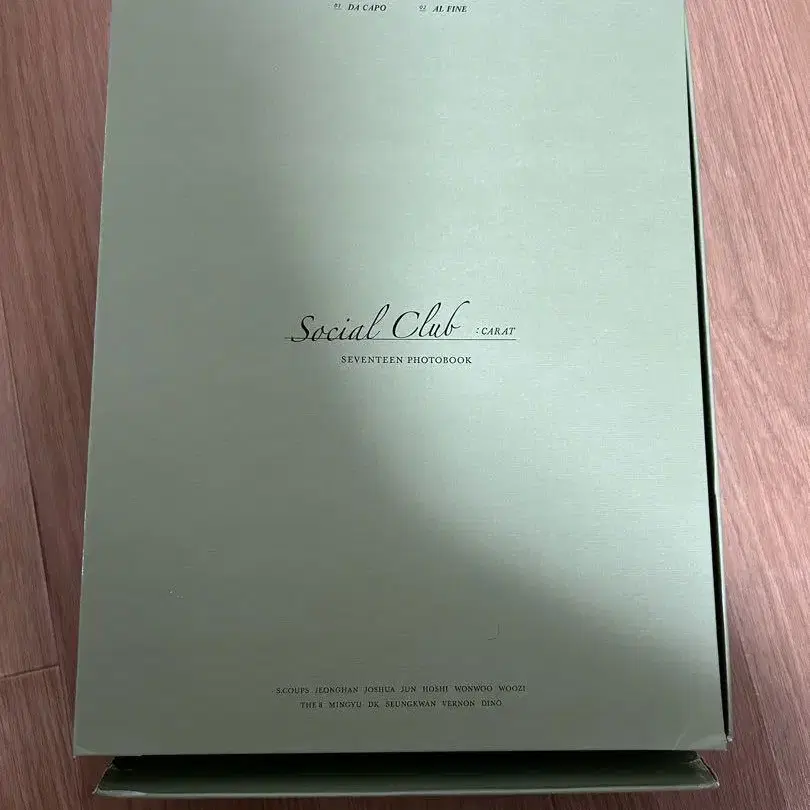 01 DA CAPO 02 AL FINE
Social Club : CARAT
SEVENTEEN PHOTOBOOK
S.COUPS JEONGHAN JOSHUA JUN HOSHI WONWOO WOOZI
THE 8 MINGYU DK SEUNGKWAN VERNON DINO